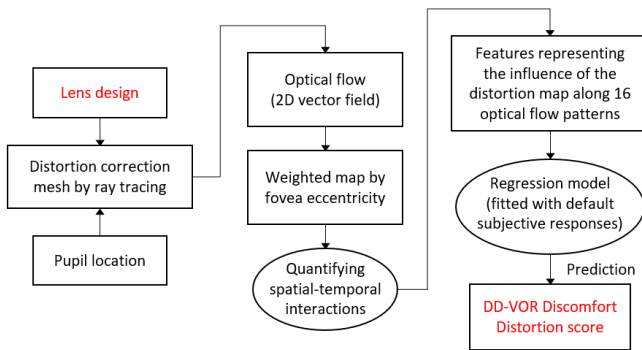 Lens design
Distortion correction
mesh by ray tracing
Pupil location
Optical flow
(2D vector field)
Weighted map by
fovea eccentricity
Quantifying
spatial-temporal
interactions
Features representing
the influence of the
distortion map along 16
optical flow patterns
Regression model
(fitted with default
subjective responses)
Prediction
DD-VOR Discomfort
Distortion score